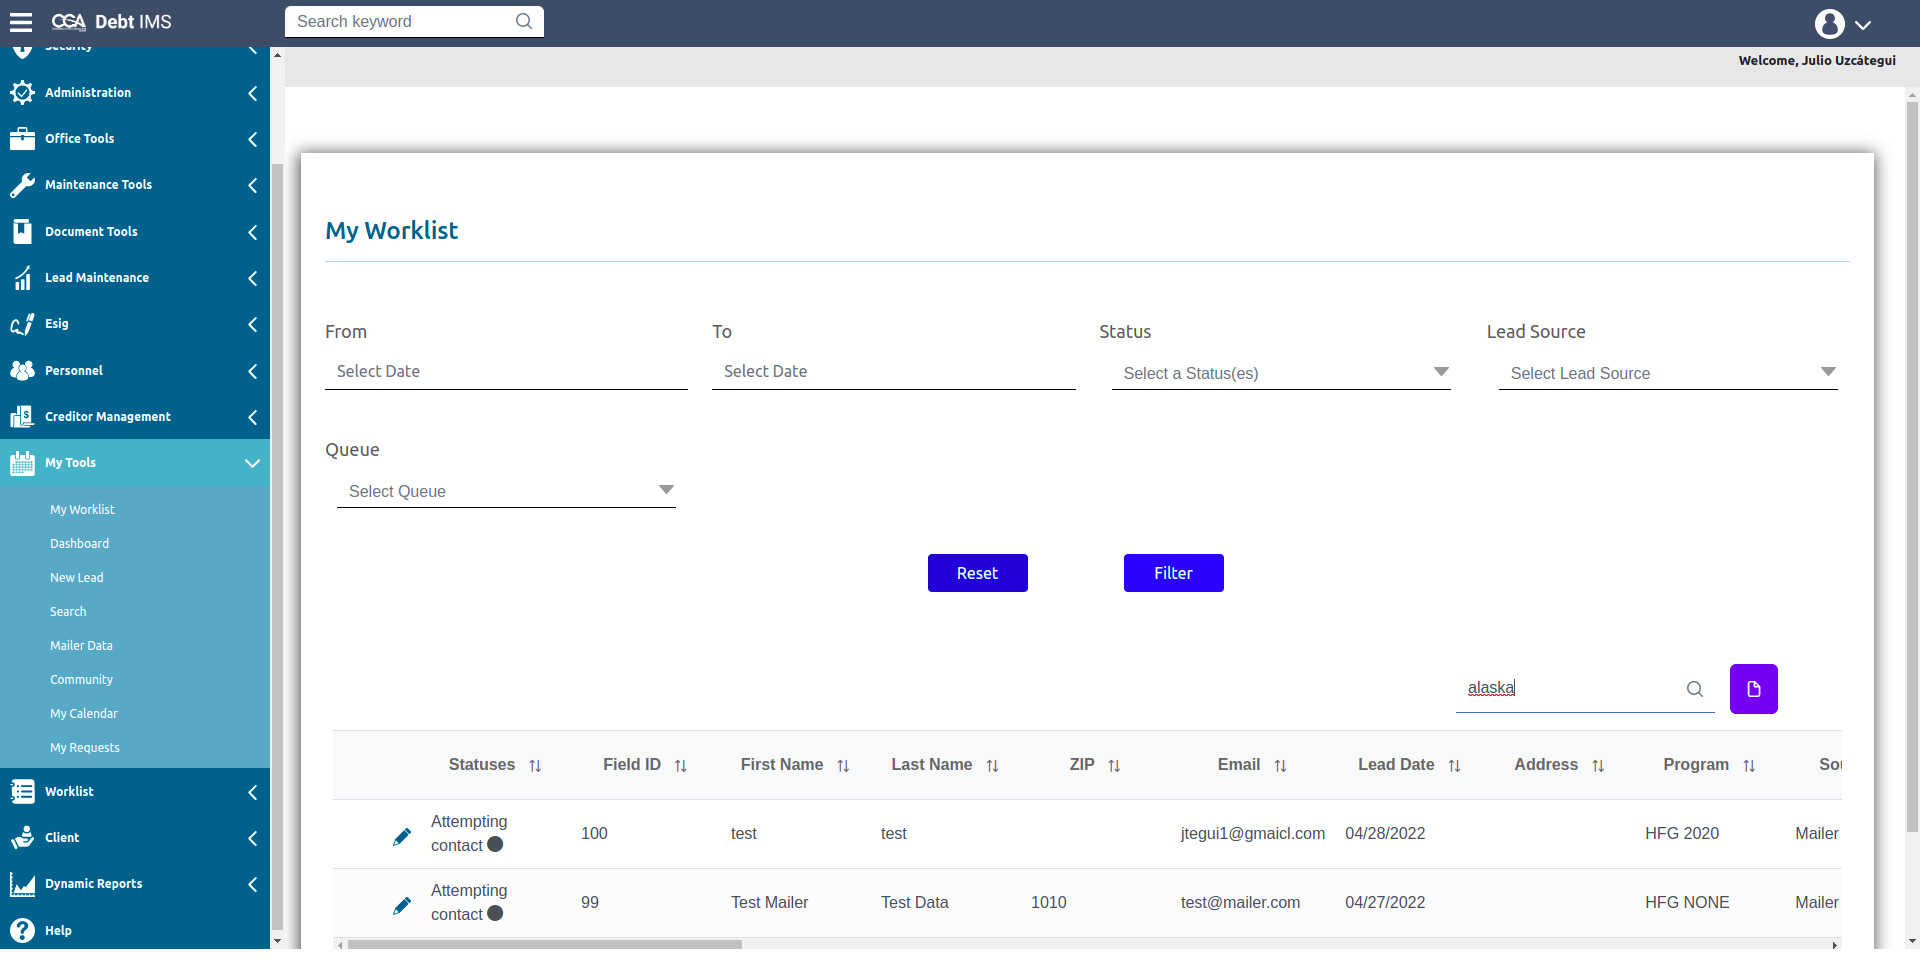 CGA Debt IMS
Search keyword
Welcome, Julio Uzcátegui
Security
Administration
Office Tools
Maintenance Tools
Document Tools
Lead Maintenance
Esig
Personnel
Creditor Management
My Tools
My Worklist
Dashboard
New Lead
Search
Mailer Data
Community
My Calendar
My Requests
Worklist
Client
Dynamic Reports
Help
My Worklist
From To Status Lead Source
Select Date Select Date Select a Status(es) Select Lead Source
Queue
Select Queue
Reset Filter
alaska
Statuses Field ID First Name Last Name ZIP Email Lead Date Address Program Sou
Attempting contact 100 test test jtegui1@gmaicl.com 04/28/2022 HFG 2020 Mailer
Attempting contact 99 Test Mailer Test Data 1010 test@mailer.com 04/27/2022 HFG NONE Mailer